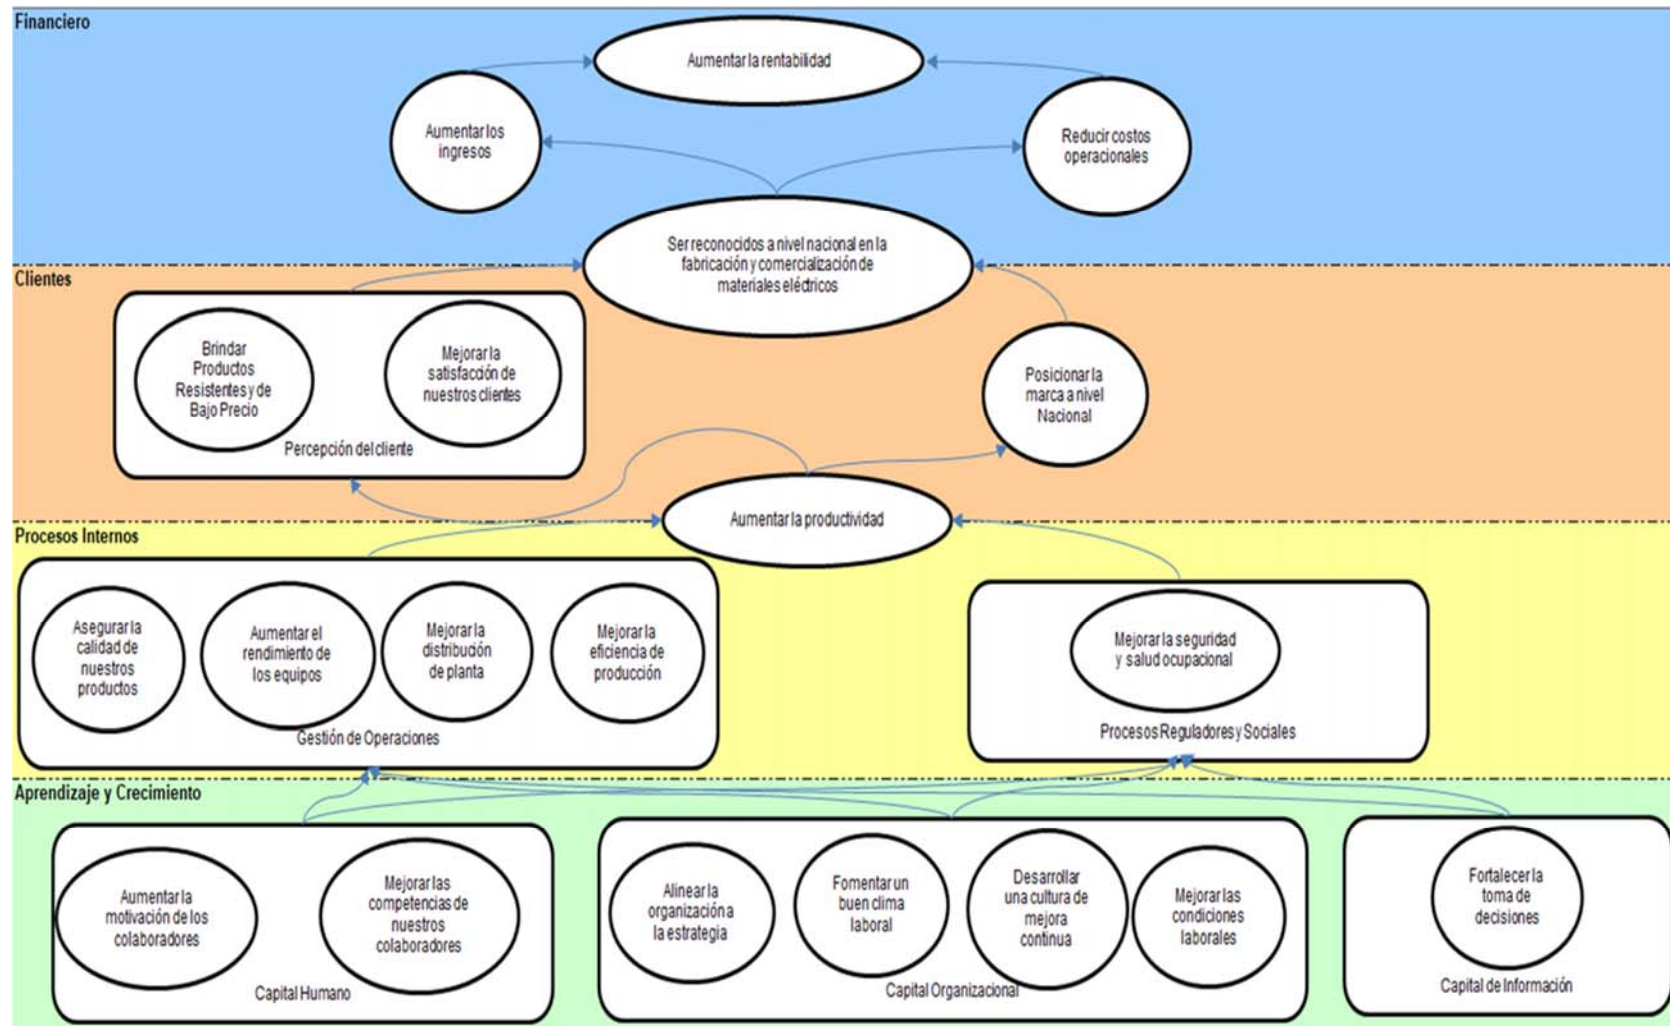 Financiero
Aumentar la rentabilidad
Aumentar los
ingresos
Reducir costos
operacionales
Ser reconocidos a nivel nacional en la
fabricación y comercialización de
materiales eléctricos
Clientes
Brindar
Productos
Resistentes y de
Bajo Precio
Mejorar la
satisfacción de
nuestros clientes
Percepción del cliente
Posicionar la
marca a nivel
Nacional
Aumentar la productividad
Procesos Internos
Asegurar la
calidad de
nuestros
productos
Aumentar el
rendimiento de
los equipos
Mejorar la
distribución
de planta
Mejorar la
eficiencia de
producción
Gestión de Operaciones
Mejorar la seguridad
y salud ocupacional
Procesos Reguladores y Sociales
Aprendizaje y Crecimiento
Aumentar la
motivación de los
colaboradores
Mejorar las
competencias de
nuestros
colaboradores
Capital Humano
Alinear la
organización a
la estrategia
Fomentar un
buen clima
laboral
Desarrollar
una cultura de
mejora
continua
Mejorar las
condiciones
laborales
Capital Organizacional
Fortalecer la
toma de
decisiones
Capital de Información